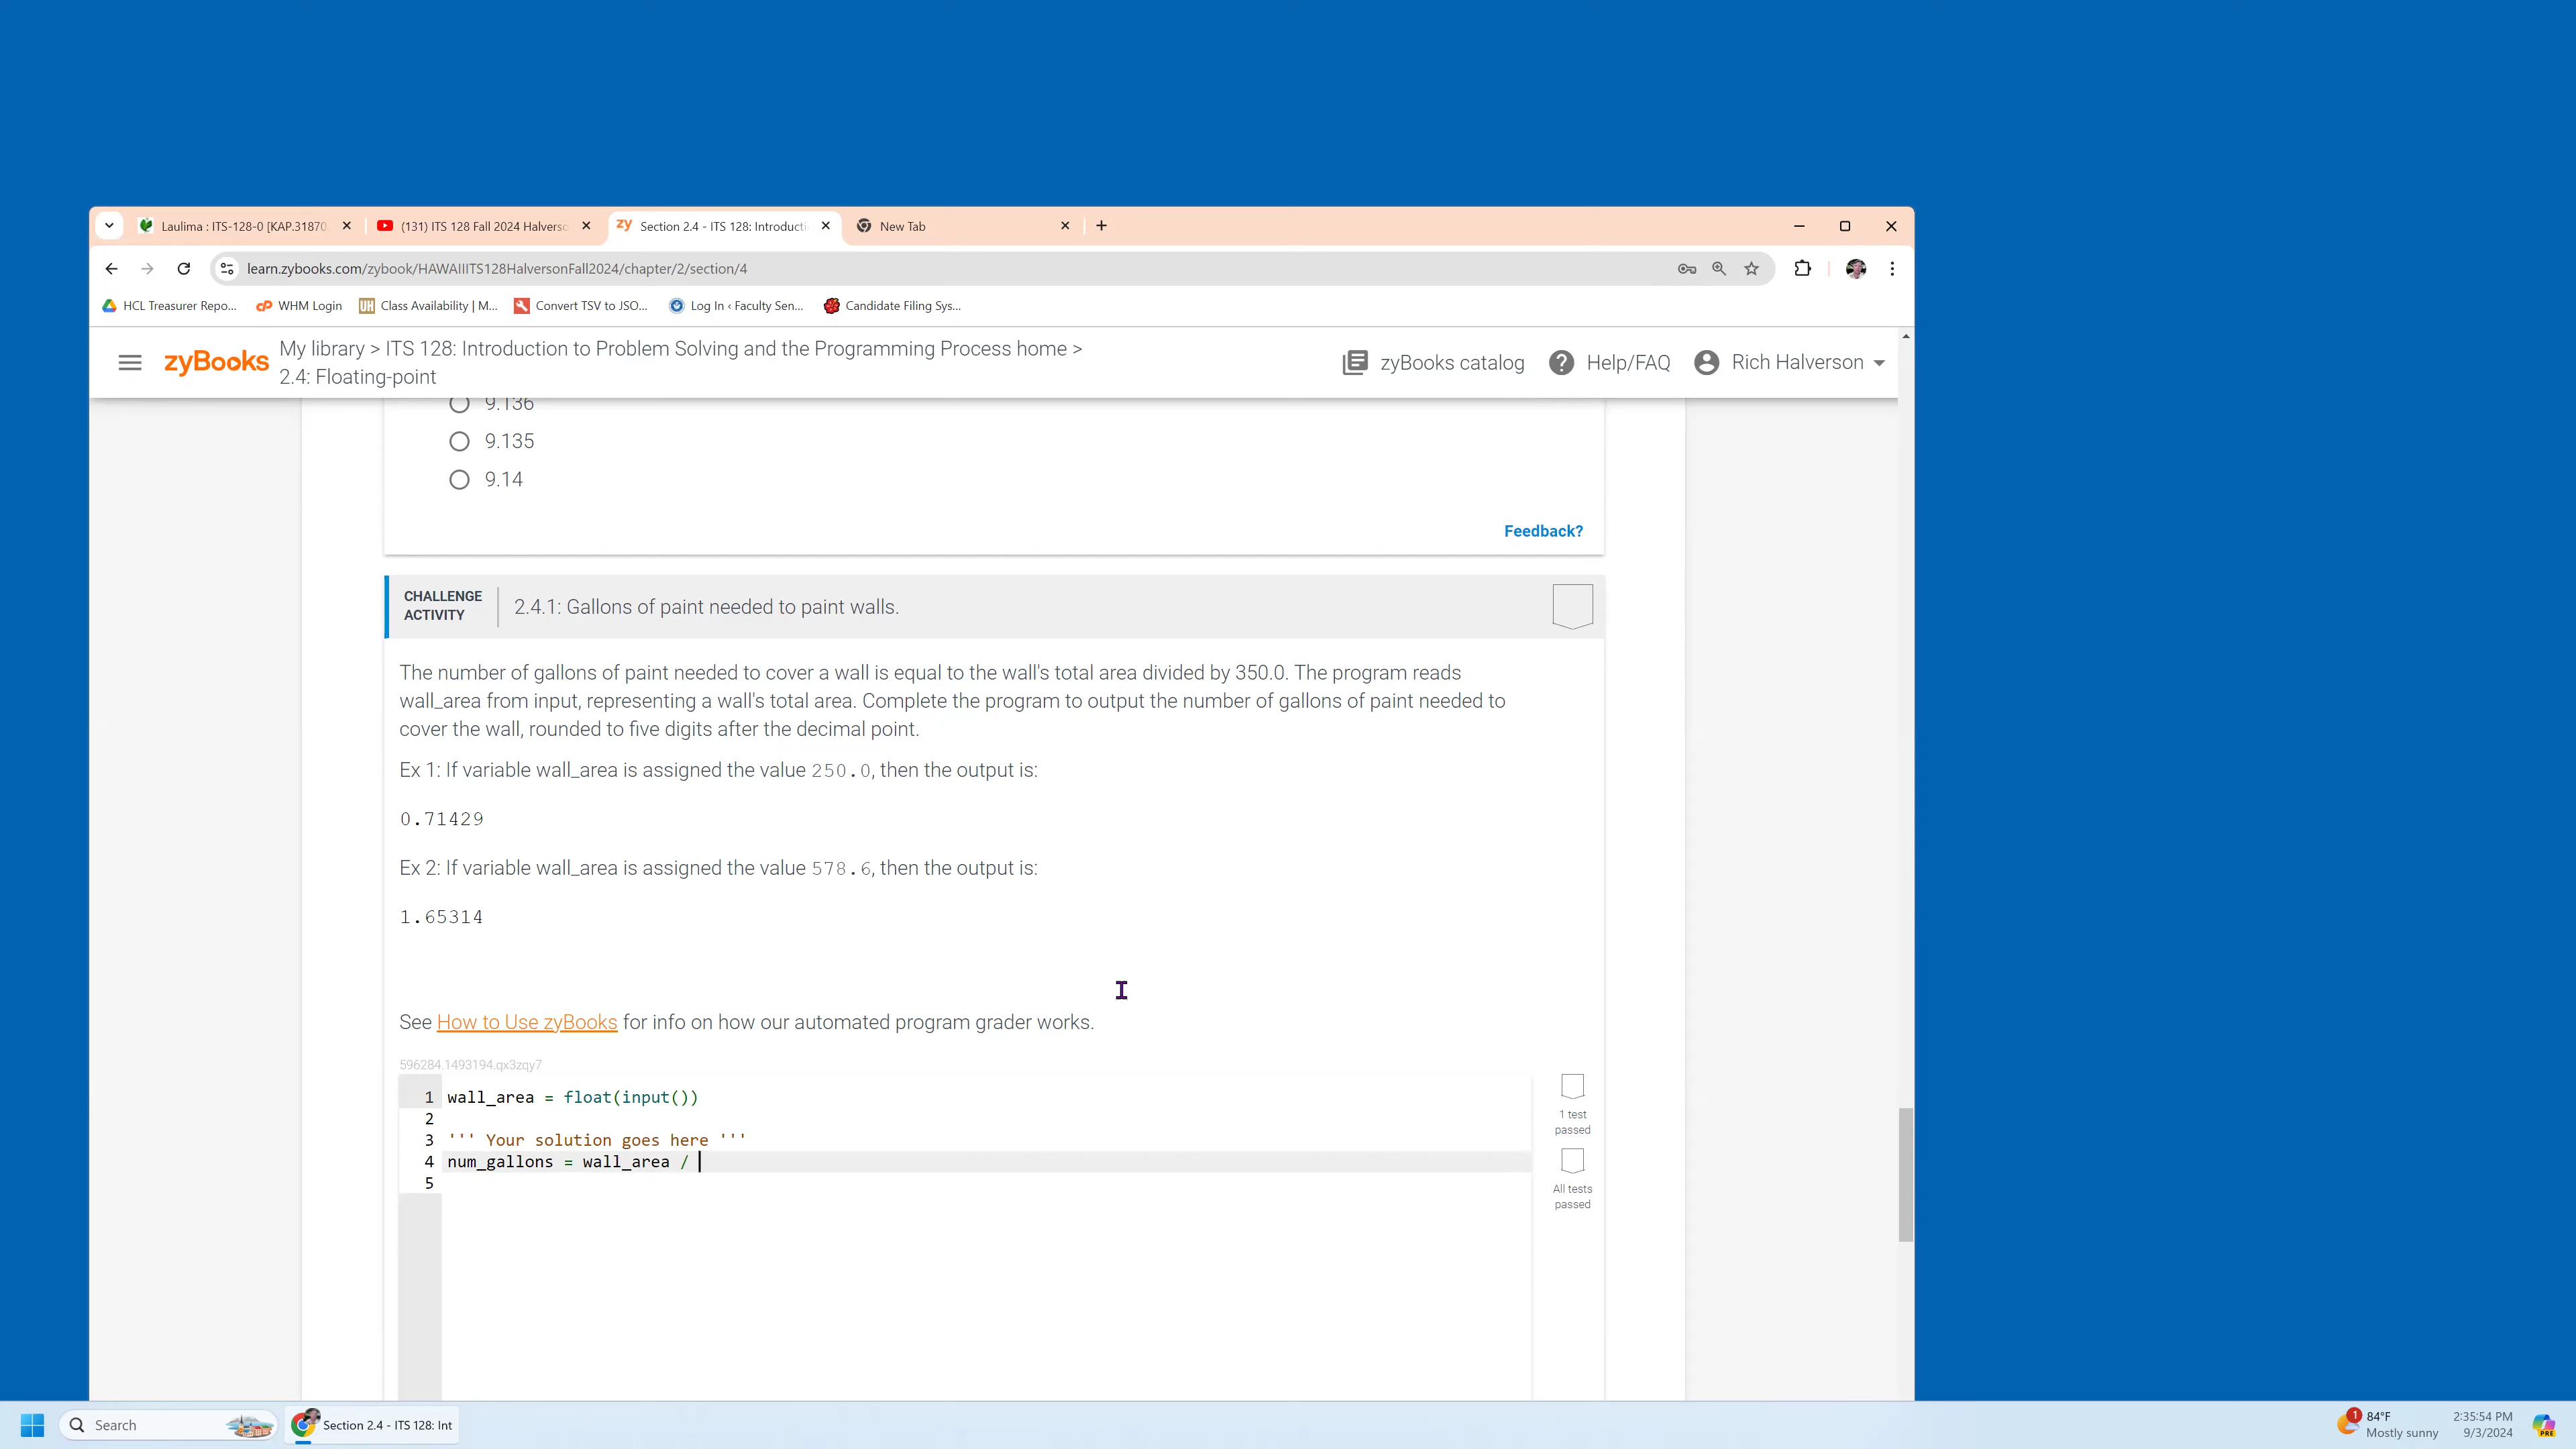 Laulima : ITS-128-0 [KAP.31870.
(131) ITS 128 Fall 2024 Halverso
zy Section 2.4 - ITS 128: Introducti
New Tab
learn.zybooks.com/zybook/HAWAIIITS128HalversonFall2024/chapter/2/section/4
HCL Treasurer Repo...
WHM Login
Class Availability | M...
Convert TSV to JSO...
Log In ‹ Faculty Sen...
Candidate Filing Sys...
zyBooks
My library > ITS 128: Introduction to Problem Solving and the Programming Process home >
2.4: Floating-point
zyBooks catalog
Help/FAQ
Rich Halverson
9.136
9.135
9.14
Feedback?
CHALLENGE
ACTIVITY
2.4.1: Gallons of paint needed to paint walls.
The number of gallons of paint needed to cover a wall is equal to the wall's total area divided by 350.0. The program reads
wall_area from input, representing a wall's total area. Complete the program to output the number of gallons of paint needed to
cover the wall, rounded to five digits after the decimal point.
Ex 1: If variable wall_area is assigned the value 250.0, then the output is:
0.71429
Ex 2: If variable wall_area is assigned the value 578.6, then the output is:
1.65314
See How to Use zyBooks for info on how our automated program grader works.
596284.1493194.qx3zqy7
1 wall_area = float(input())
2
3 ''' Your solution goes here '''
4 num_gallons = wall_area /
5
1 test
passed
All tests
passed
Search
Section 2.4 - ITS 128: Int
1
84°F
Mostly sunny
2:35:54 PM
9/3/2024
PRE